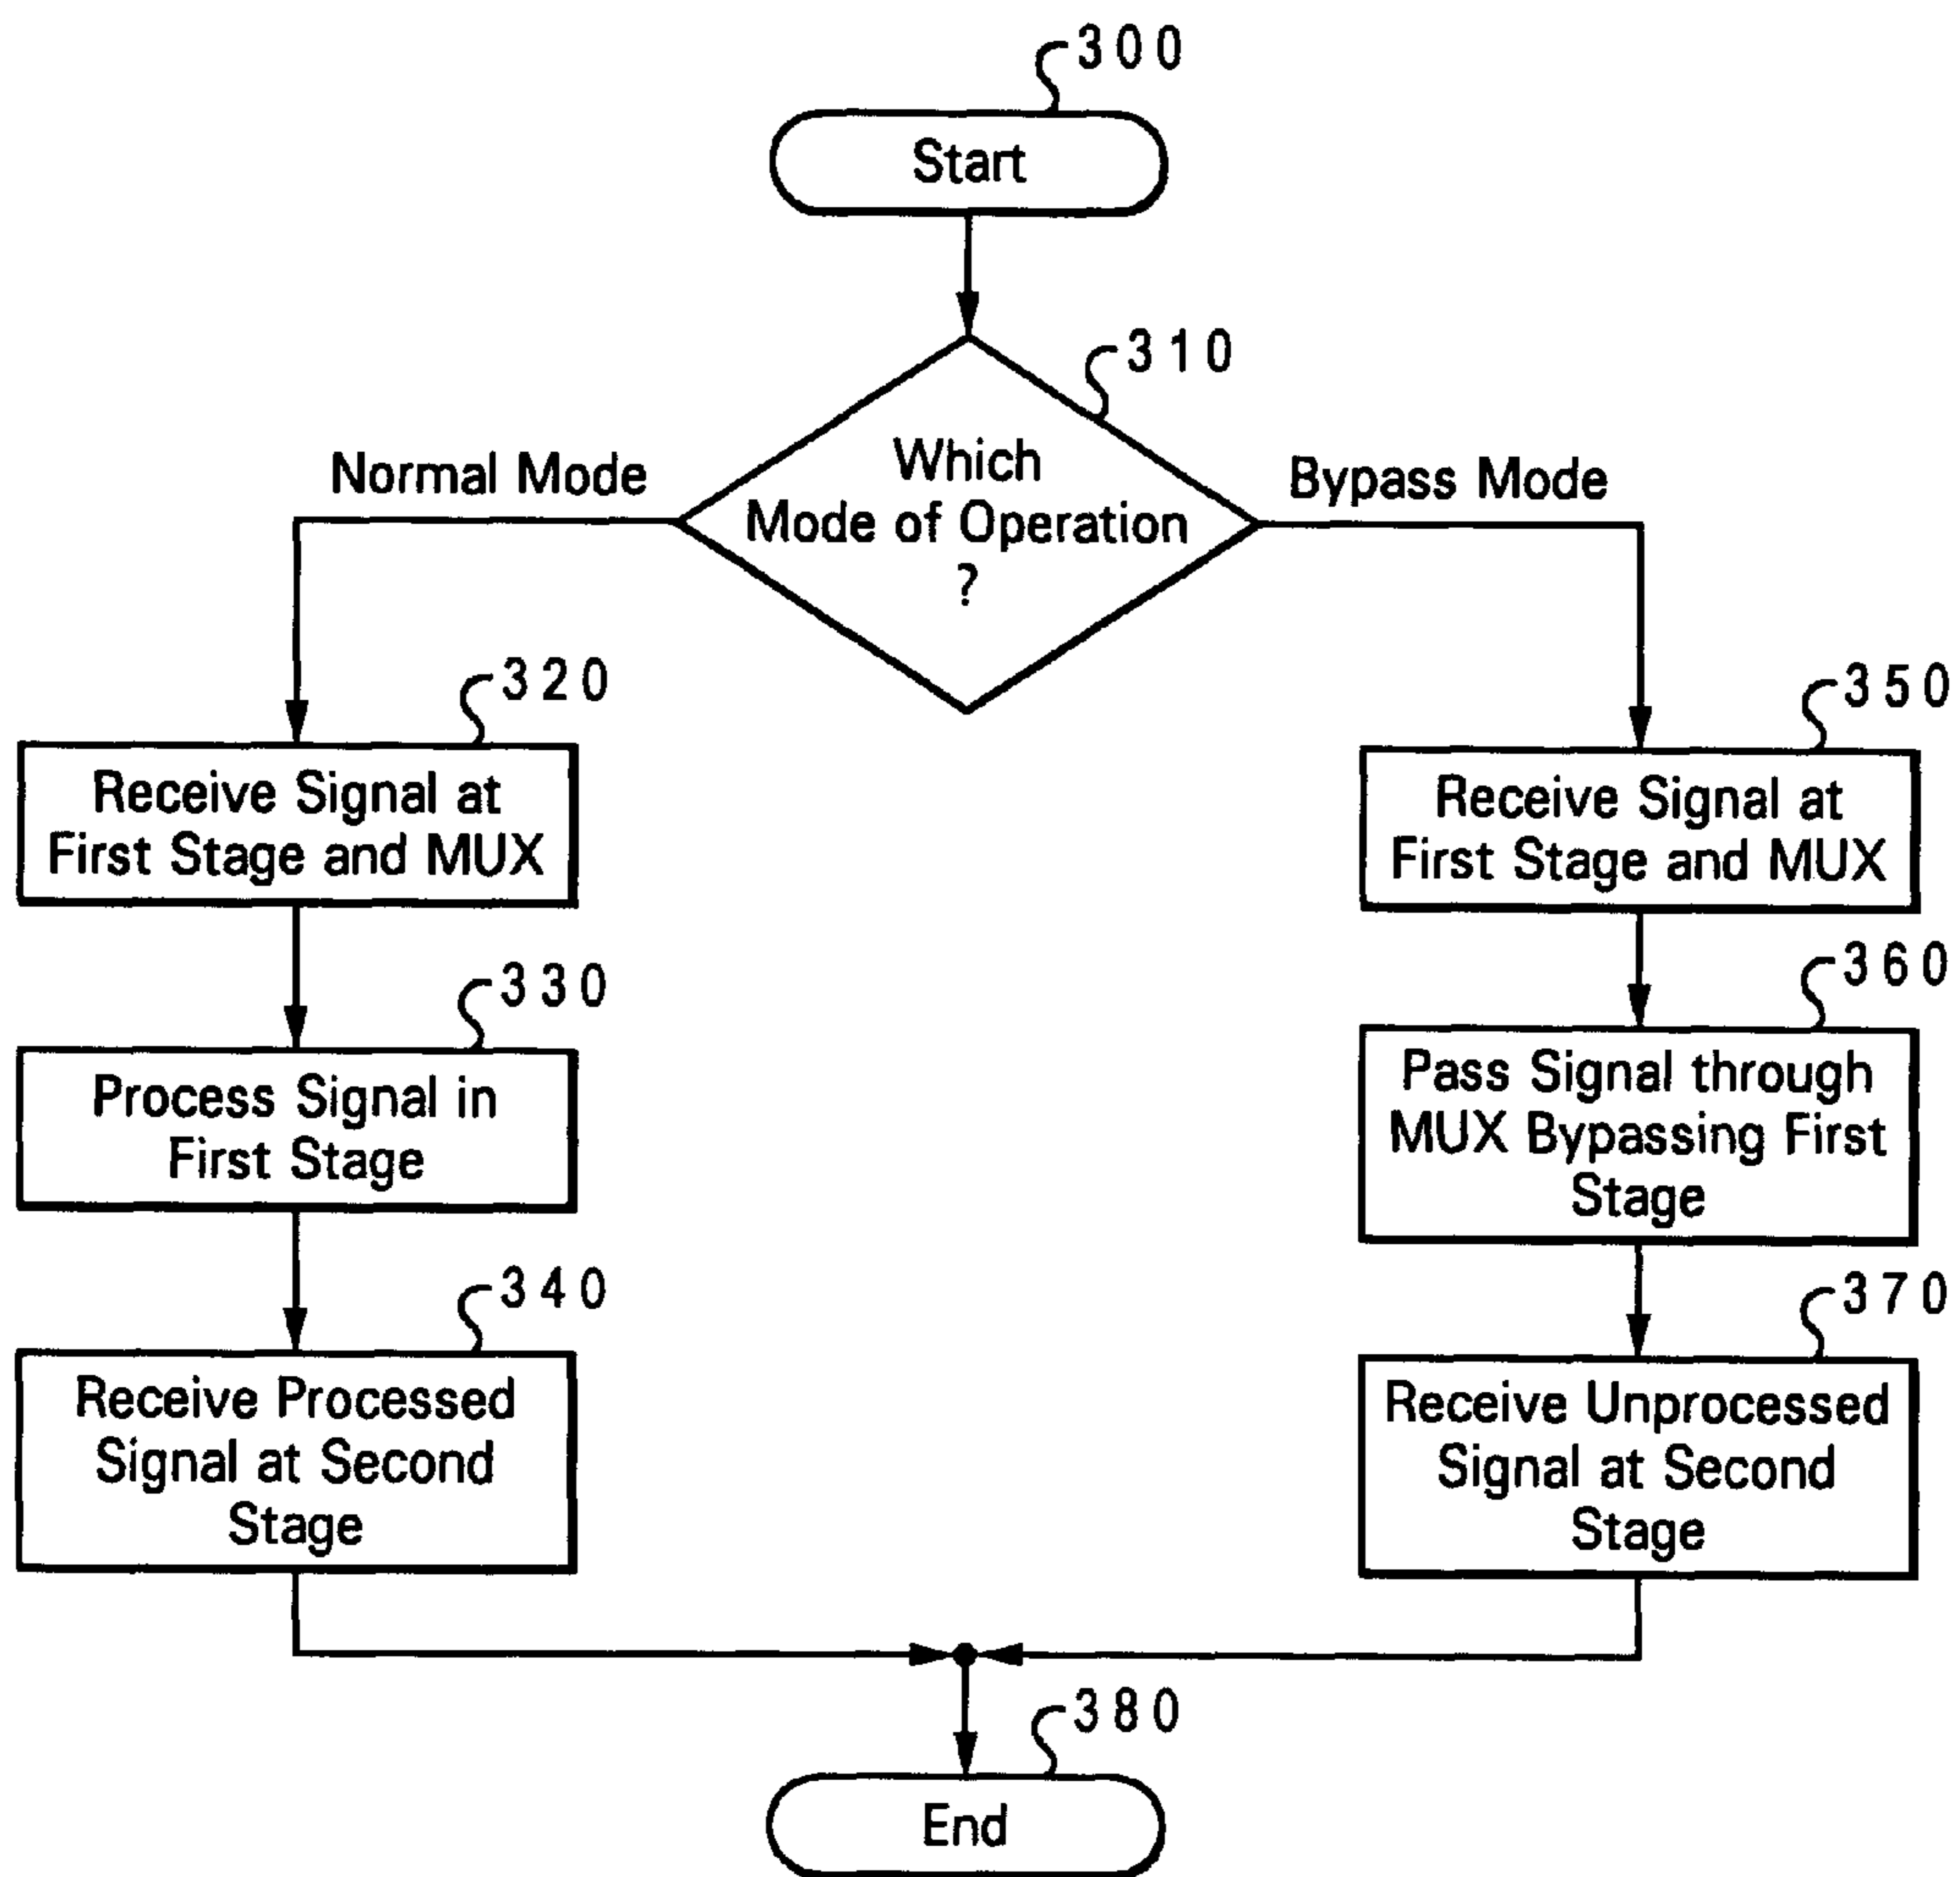 300
Start
310
Which
Mode of Operation
?
Normal Mode
Bypass Mode
320
Receive Signal at
First Stage and MUX
330
Process Signal in
First Stage
340
Receive Processed
Signal at Second
Stage
350
Receive Signal at
First Stage and MUX
360
Pass Signal through
MUX Bypassing First
Stage
370
Receive Unprocessed
Signal at Second
Stage
380
End